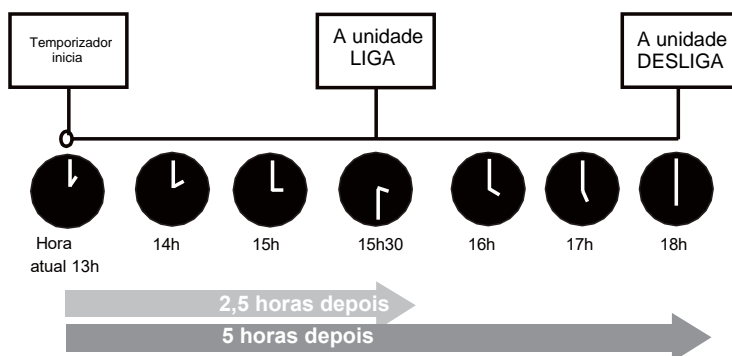 Temporizador
inicia
A unidade
LIGA
A unidade
DESLIGA
Hora
atual 13h
14h
15h
15h30
16h
17h
18h
2,5 horas depois
5 horas depois